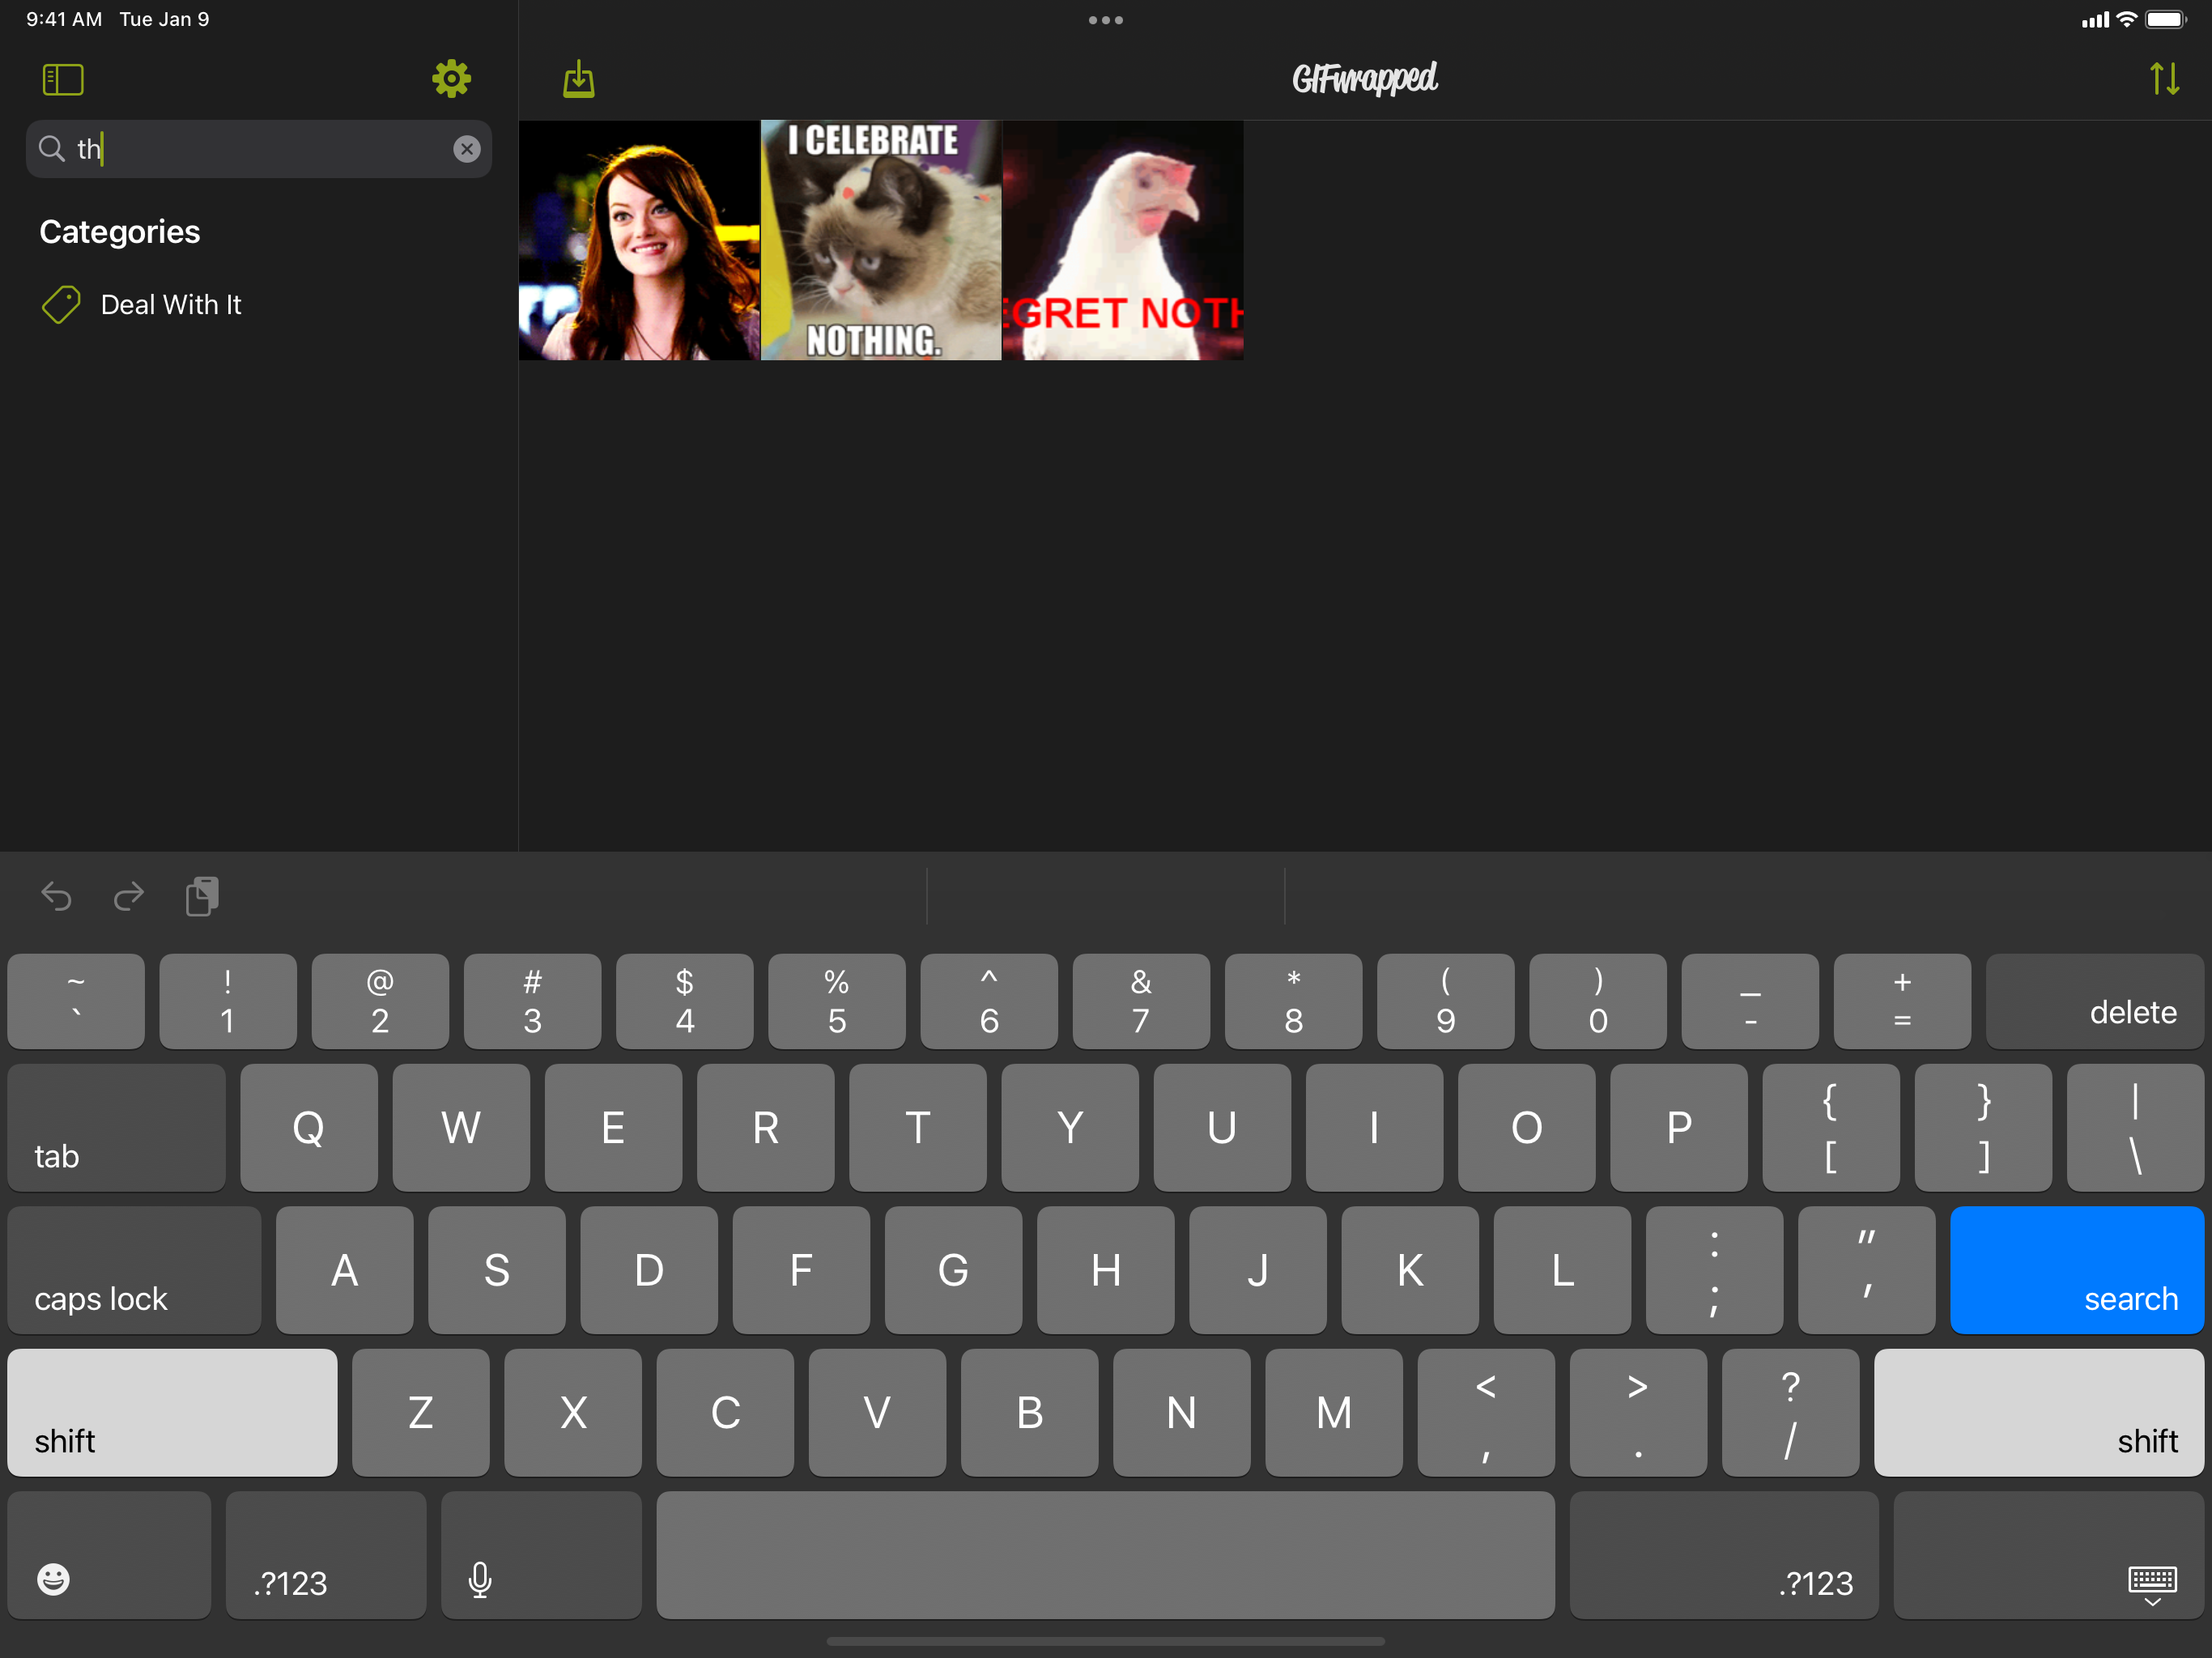 9:41 AM Tue Jan 9
GIFwrapped
th
Categories
Deal With It
I CELEBRATE
NOTHING.
EGRET NOTH
~ ! @ # $ % ^ & * ( ) _ +
` 1 2 3 4 5 6 7 8 9 0 - = delete
tab Q W E R T Y U I O P { [ } ] | \
caps lock A S D F G H J K L : ; " ' search
shift Z X C V B N M < , > . ? / shift
.?123 .?123